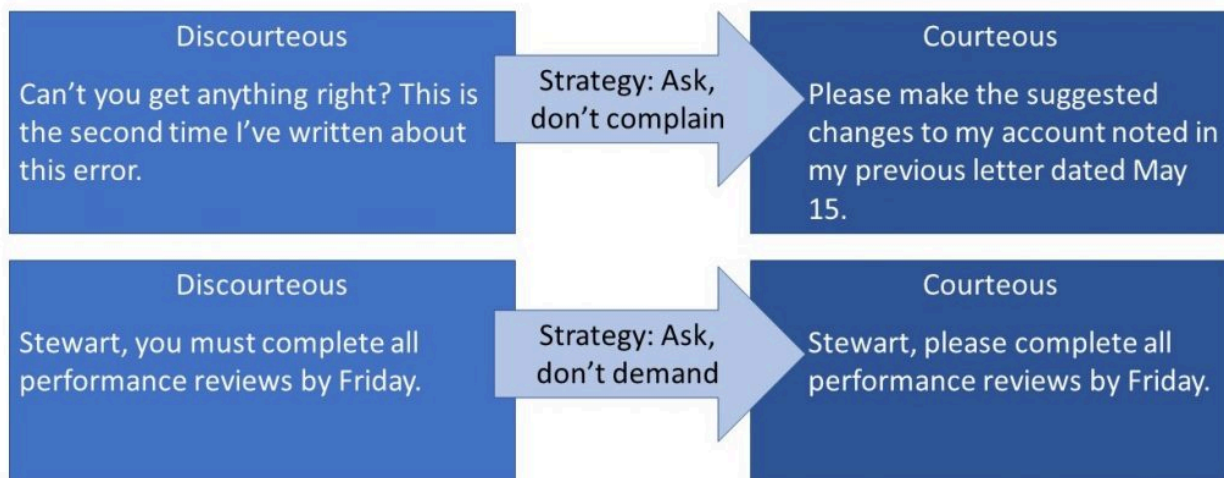 Discourteous
Can’t you get anything right? This is
the second time I’ve written about
this error.
Strategy: Ask,
don’t complain
Courteous
Please make the suggested
changes to my account noted in
my previous letter dated May
15.
Discourteous
Stewart, you must complete all
performance reviews by Friday.
Strategy: Ask,
don’t demand
Courteous
Stewart, please complete all
performance reviews by Friday.